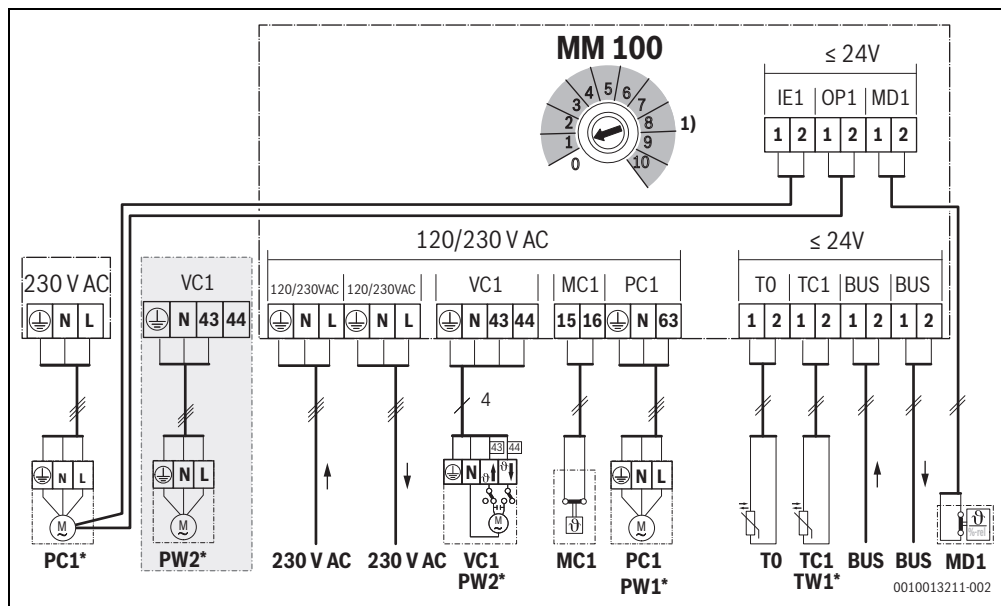 MM 100
0 1 2 3 4 5 6 7 8 9 10
1)
≤ 24V
IE1 OP1 MD1
1 2 1 2 1 2
120/230 V AC
≤ 24V
230 V AC
N L
VC1
N 43 44
120/230VAC 120/230VAC VC1 MC1 PC1
N L N L N 43 44 15 16 N 63
T0 TC1 BUS BUS
1 2 1 2 1 2 1 2
4
43 44
N L
N L
N ϑ ϑ
N L
M ~
M ~
M ~
ϑ
M ~
ϑ
%-rel
PC1*
PW2*
230 V AC
230 V AC
VC1
PW2*
MC1
PC1
PW1*
T0
TC1
TW1*
BUS
BUS
MD1
0010013211-002